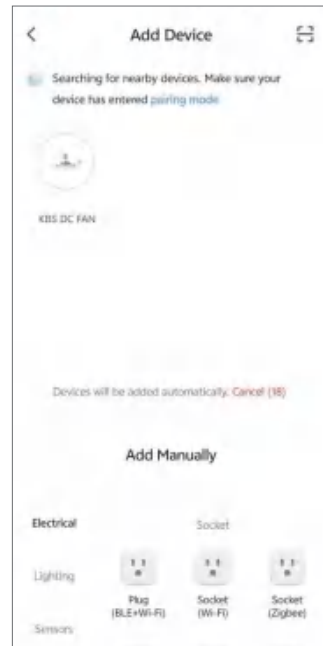 Add Device
Searching for nearby devices. Make sure your
device has entered pairing mode
KBS DC FAN
Devices will be added automatically. Cancel (18)
Add Manually
Electrical
Socket
Lighting
Plug
(BLE+Wi-Fi)
Socket
(Wi-Fi)
Socket
(Zigbee)
Sensors